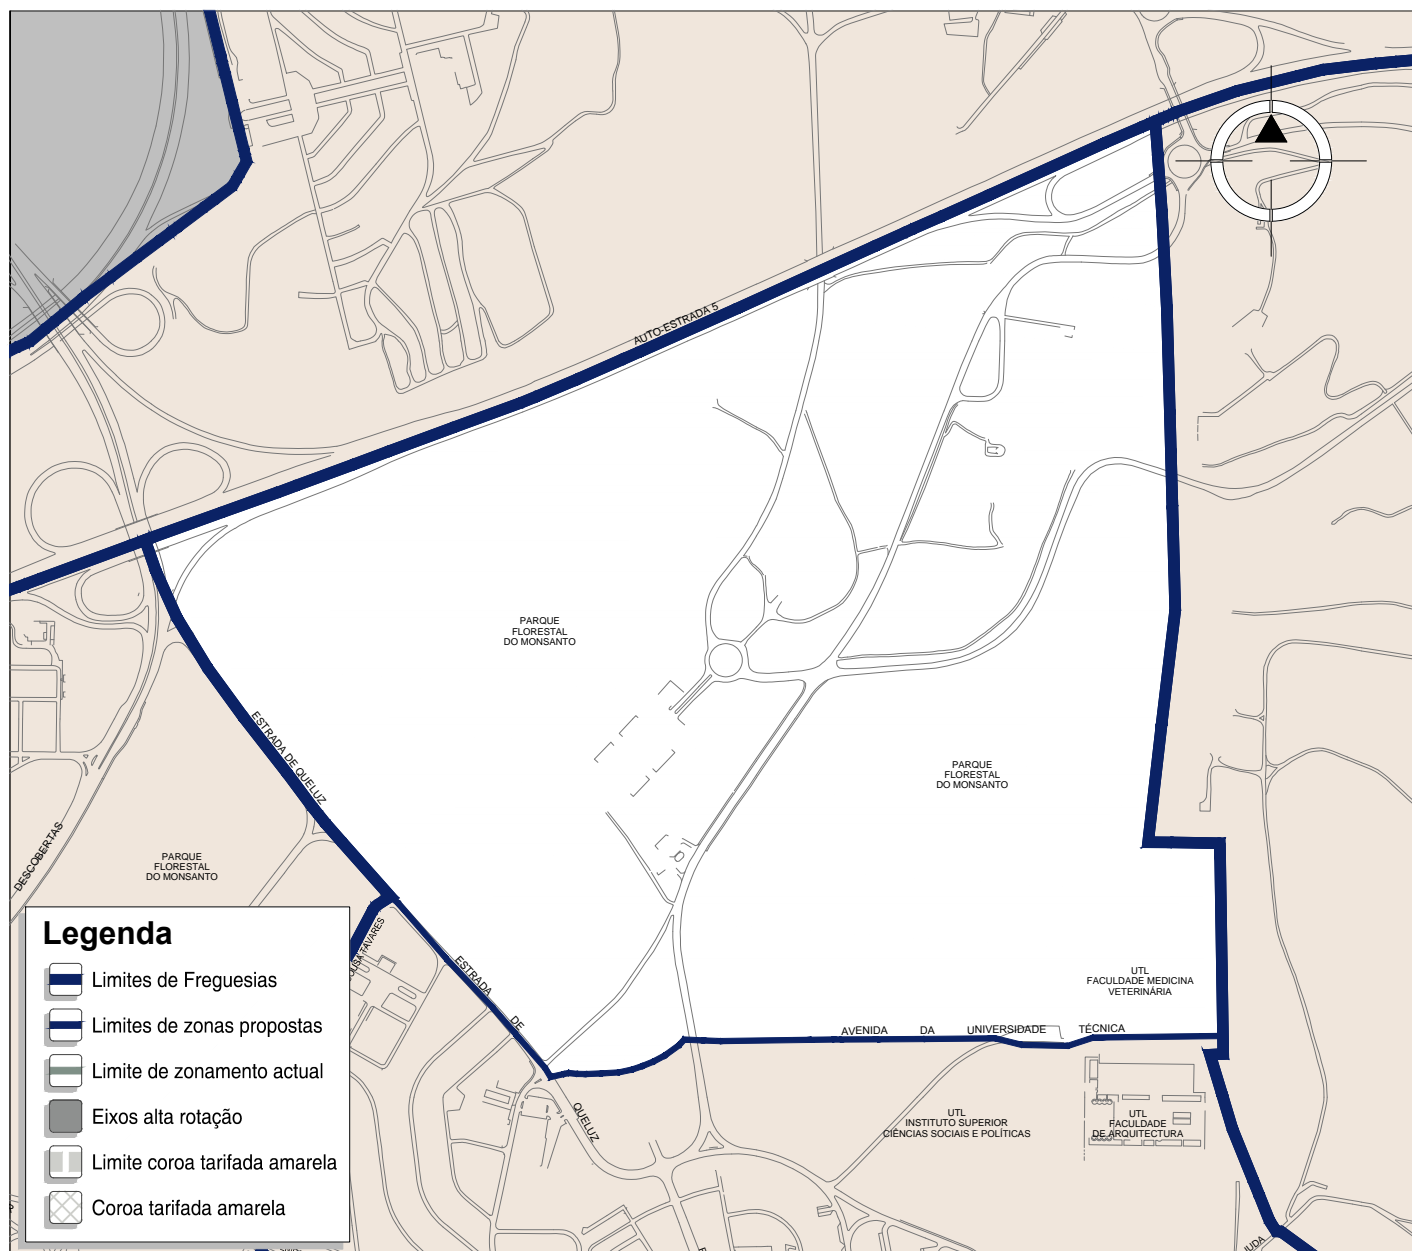 AUTO-ESTRADA 5
PARQUE
FLORESTAL
DO MONSANTO
ESTRADA DE QUELUZ
PARQUE
FLORESTAL
DO MONSANTO
DESCOBERTAS
PARQUE
FLORESTAL
DO MONSANTO
TAVARES
ESTRADA DE QUELUZ
UTL
FACULDADE MEDICINA
VETERINÁRIA
AVENIDA DA UNIVERSIDADE TÉCNICA
UTL
INSTITUTO SUPERIOR
CIÊNCIAS SOCIAIS E POLÍTICAS
UTL
FACULDADE
DE ARQUITECTURA
Legenda
Limites de Freguesias
Limites de zonas propostas
Limite de zonamento actual
Eixos alta rotação
Limite coroa tarifada amarela
Coroa tarifada amarela